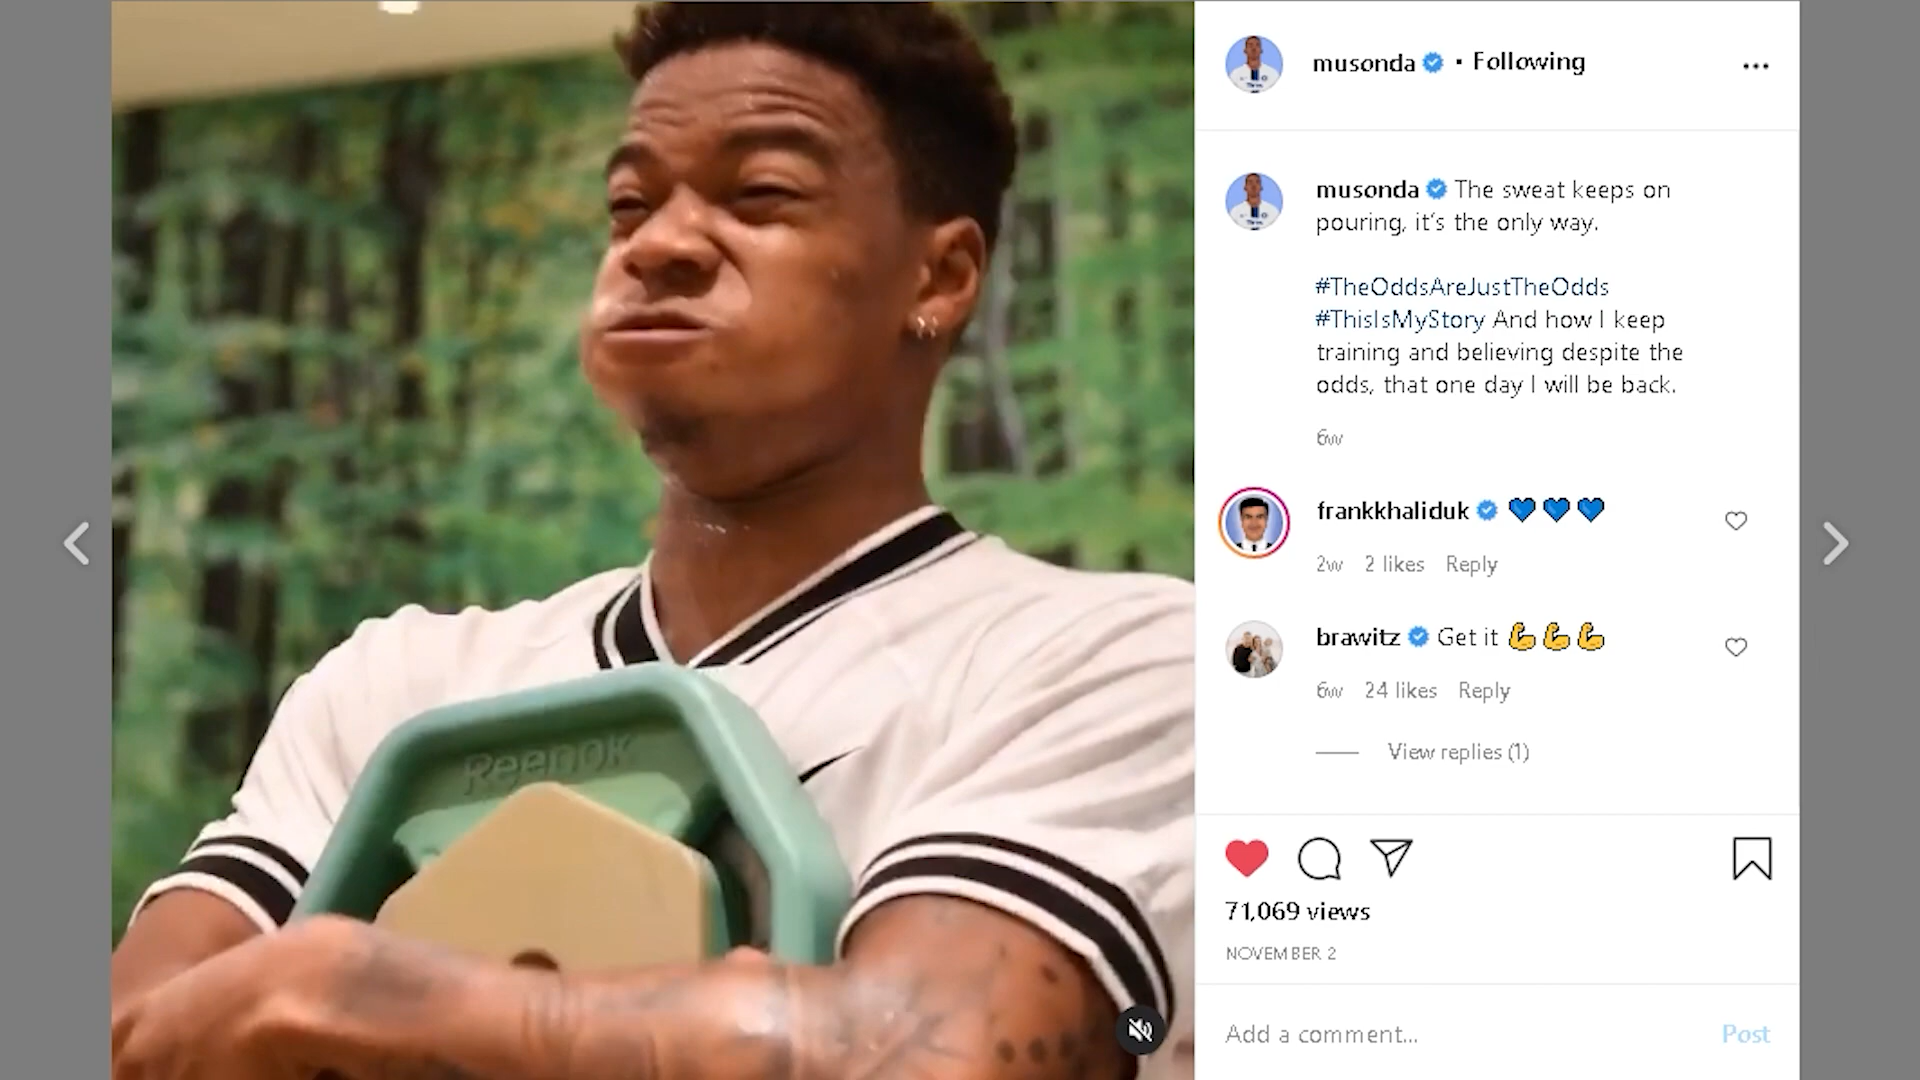 musonda • Following
musonda The sweat keeps on
pouring, it's the only way.
#TheOddsAreJustTheOdds
#ThisIsMyStory And how I keep
training and believing despite the
odds, that one day I will be back.
6w
frankkhaliduk 💙💙💙
2w 2 likes Reply
brawitz Get it 💪💪💪
6w 24 likes Reply
View replies (1)
71,069 views
NOVEMBER 2
Add a comment... Post
Reebok